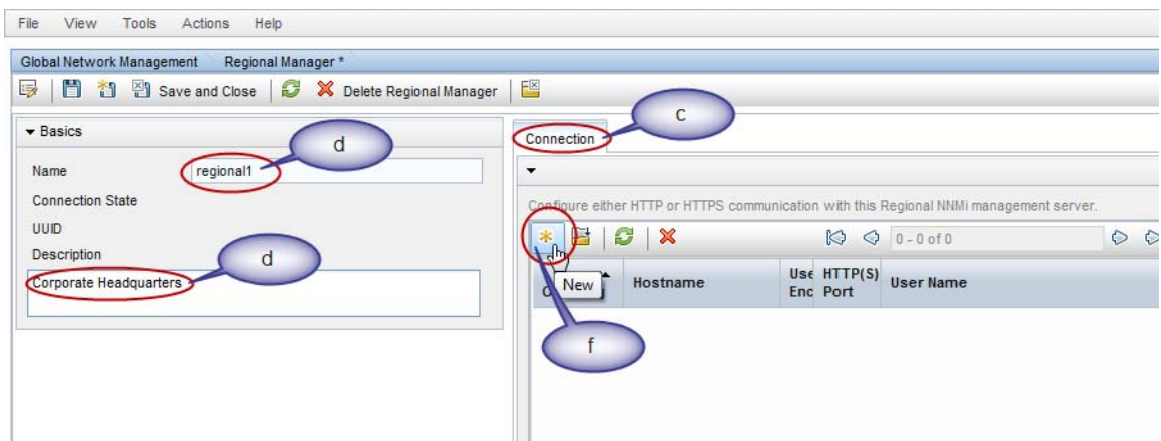 File View Tools Actions Help
Global Network Management Regional Manager *
Save and Close Delete Regional Manager
Basics
d
Name regional1
Connection State
UUID
Description
d
Corporate Headquarters
c
Connection
Configure either HTTP or HTTPS communication with this Regional NNMi management server.
0 - 0 of 0
New
Hostname
Use Enc
HTTP(S) Port
User Name
f